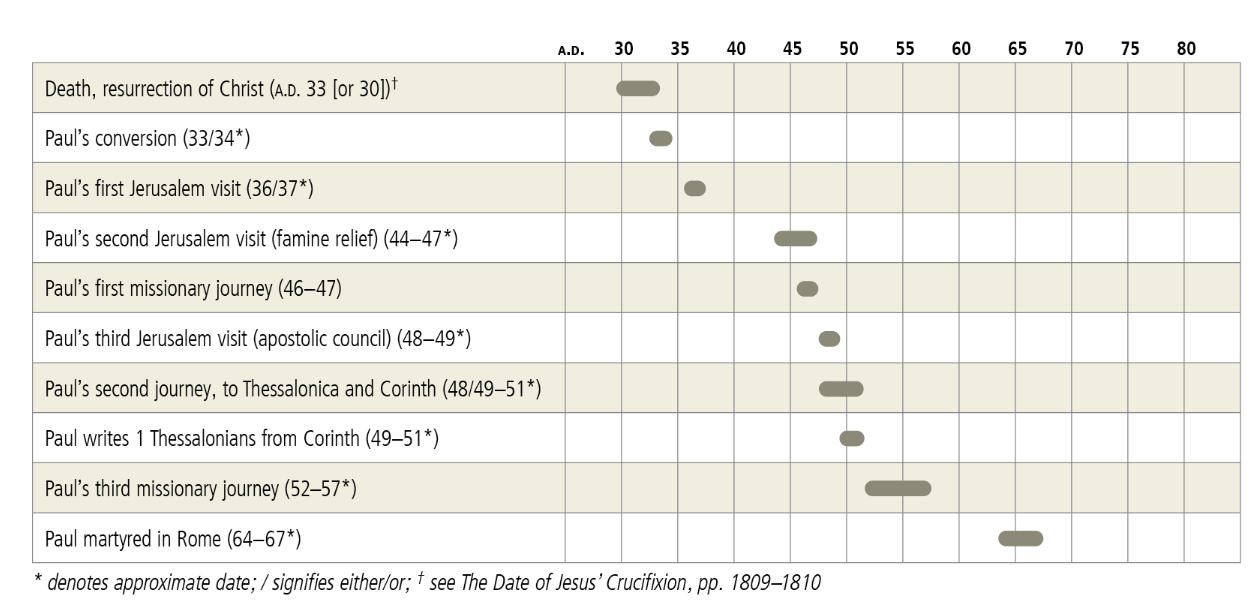 A.D. 30 35 40 45 50 55 60 65 70 75 80
Death, resurrection of Christ (A.D. 33 [or 30])†
Paul’s conversion (33/34*)
Paul’s first Jerusalem visit (36/37*)
Paul’s second Jerusalem visit (famine relief) (44–47*)
Paul’s first missionary journey (46–47)
Paul’s third Jerusalem visit (apostolic council) (48–49*)
Paul’s second journey, to Thessalonica and Corinth (48/49–51*)
Paul writes 1 Thessalonians from Corinth (49–51*)
Paul’s third missionary journey (52–57*)
Paul martyred in Rome (64–67*)
* denotes approximate date; / signifies either/or; † see The Date of Jesus’ Crucifixion, pp. 1809–1810